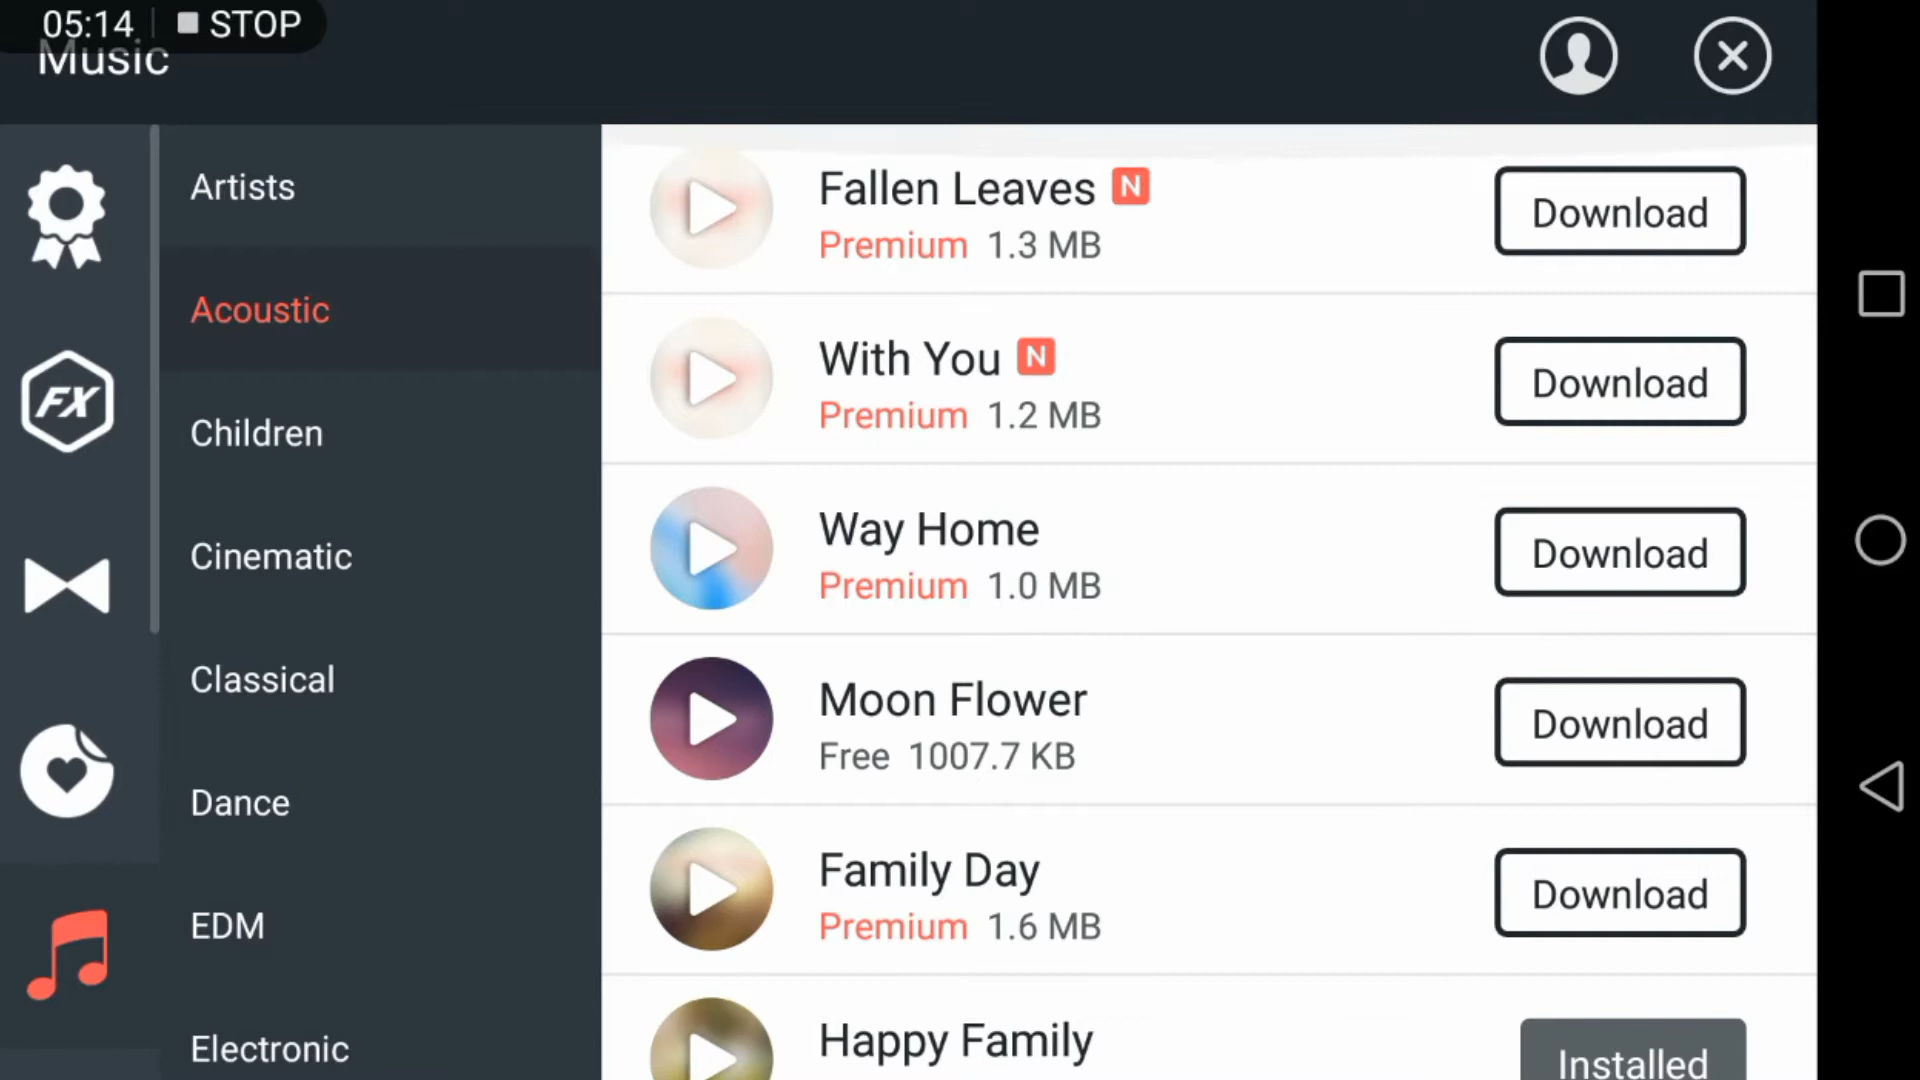 05:14 STOP
Music
FX
Artists
Acoustic
Children
Cinematic
Classical
Dance
EDM
Electronic
Fallen Leaves N
Premium 1.3 MB
Download
With You N
Premium 1.2 MB
Download
Way Home
Premium 1.0 MB
Download
Moon Flower
Free 1007.7 KB
Download
Family Day
Premium 1.6 MB
Download
Happy Family
Installed